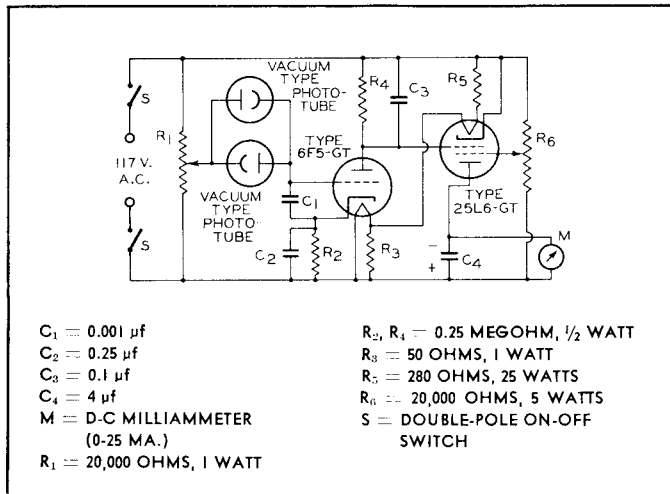 VACUUM
TYPE
PHOTO-
TUBE
S
R₁
117 V.
A.C.
S
VACUUM
TYPE
PHOTO-
TUBE
R₄
C₃
TYPE
6F5-GT
C₁
C₂
R₂
R₃
R₅
R₆
TYPE
25L6-GT
−
+
C₄
M
C₁ = 0.001 µf
C₂ = 0.25 µf
C₃ = 0.1 µf
C₄ = 4 µf
M = D-C MILLIAMMETER
(0-25 MA.)
R₁ = 20,000 OHMS, 1 WATT
R₂, R₄ = 0.25 MEGOHM, ½ WATT
R₃ = 50 OHMS, 1 WATT
R₅ = 280 OHMS, 25 WATTS
R₆ = 20,000 OHMS, 5 WATTS
S = DOUBLE-POLE ON-OFF
SWITCH